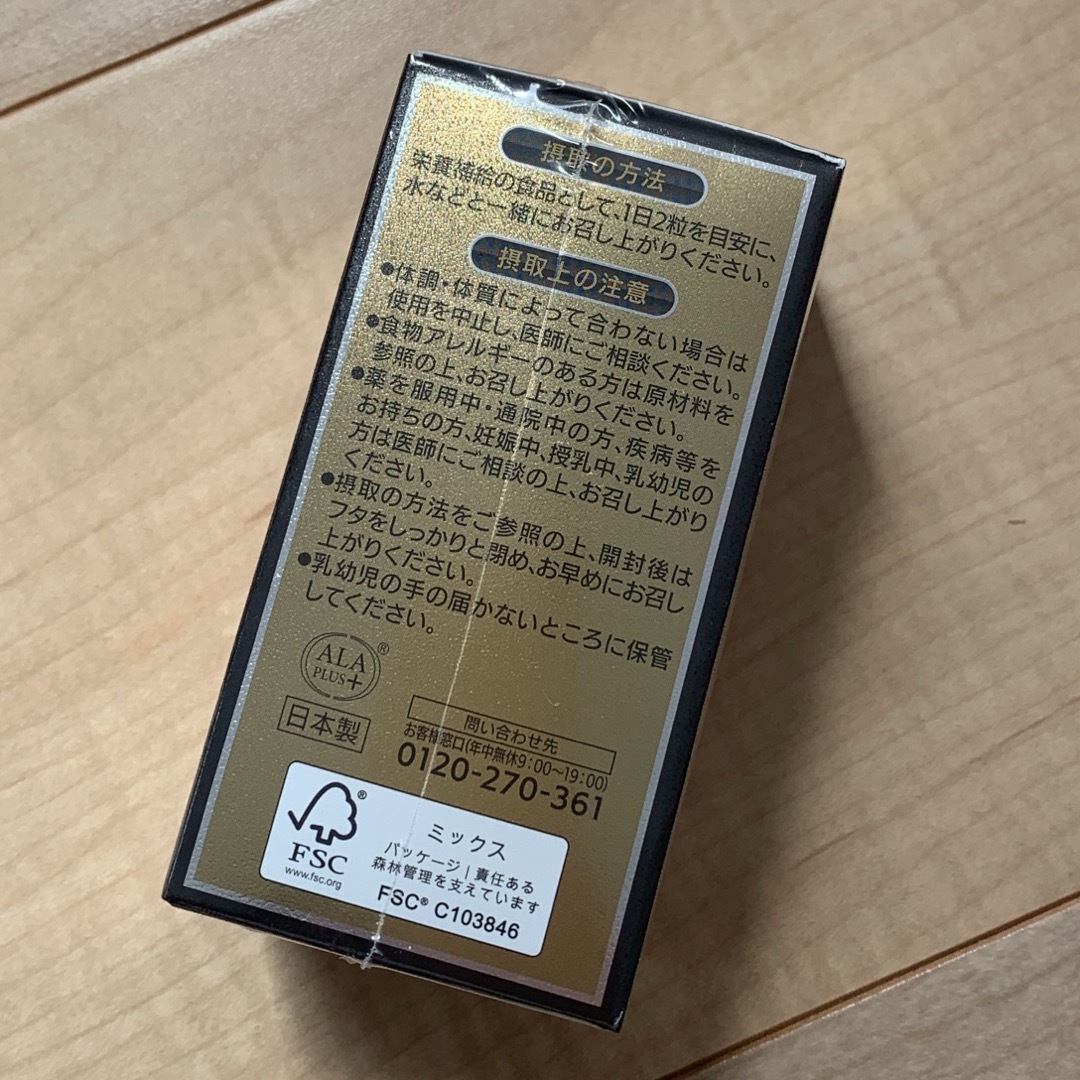 摂取の方法
栄養補給の食品として、1日2粒を目安に、
水などと一緒にお召し上がりください。
摂取上の注意
●体調・体質によって合わない場合は
使用を中止し、医師にご相談ください。
●食物アレルギーのある方は原材料を
参照の上、お召し上がりください。
●薬を服用中・通院中の方、疾病等を
お持ちの方、妊娠中、授乳中、乳幼児の
方は医師にご相談の上、お召し上がり
ください。
●摂取の方法をご参照の上、開封後は
フタをしっかりと閉め、お早めにお召し
上がりください。
●乳幼児の手の届かないところに保管
してください。
ALA
PLUS+
®
日本製
問い合わせ先
お客様窓口(年中無休9:00〜19:00)
0120-270-361
®
FSC
www.fsc.org
ミックス
パッケージ|責任ある
森林管理を支えています
FSC® C103846